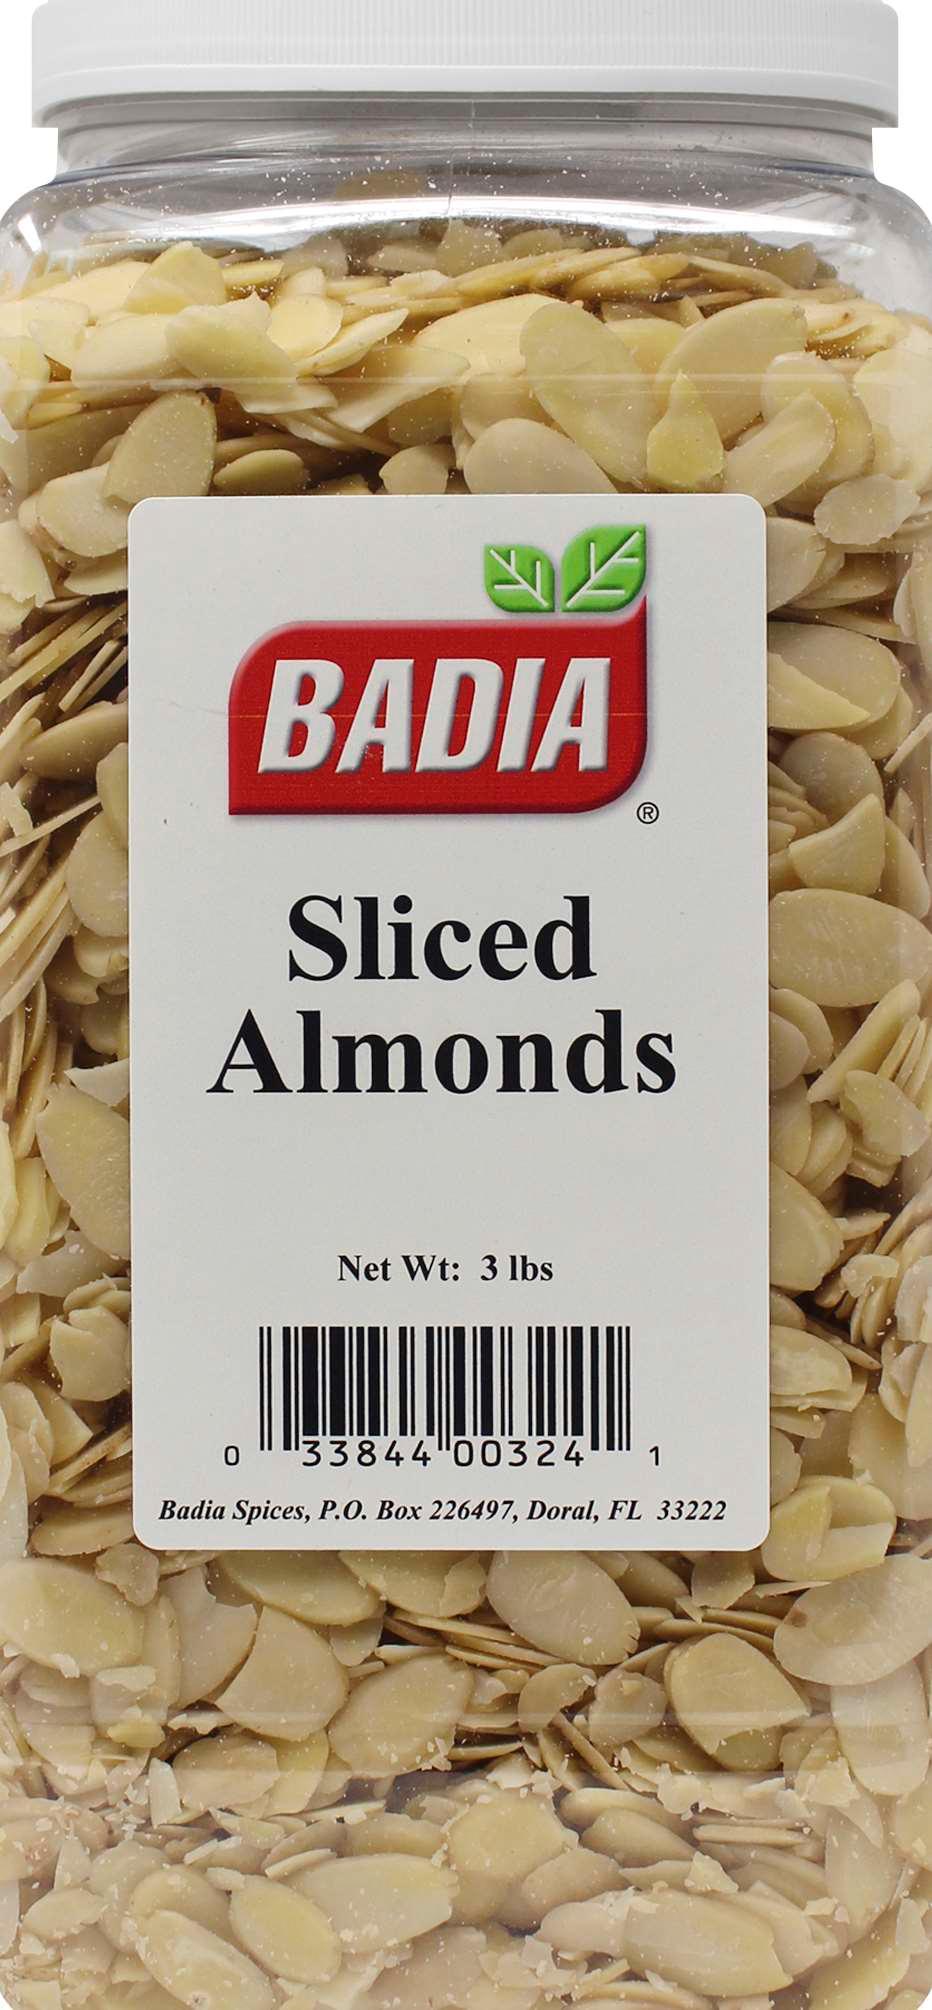 BADIA
®
Sliced
Almonds
Net Wt: 3 lbs
0 33844 00324 1
Badia Spices, P.O. Box 226497, Doral, FL 33222